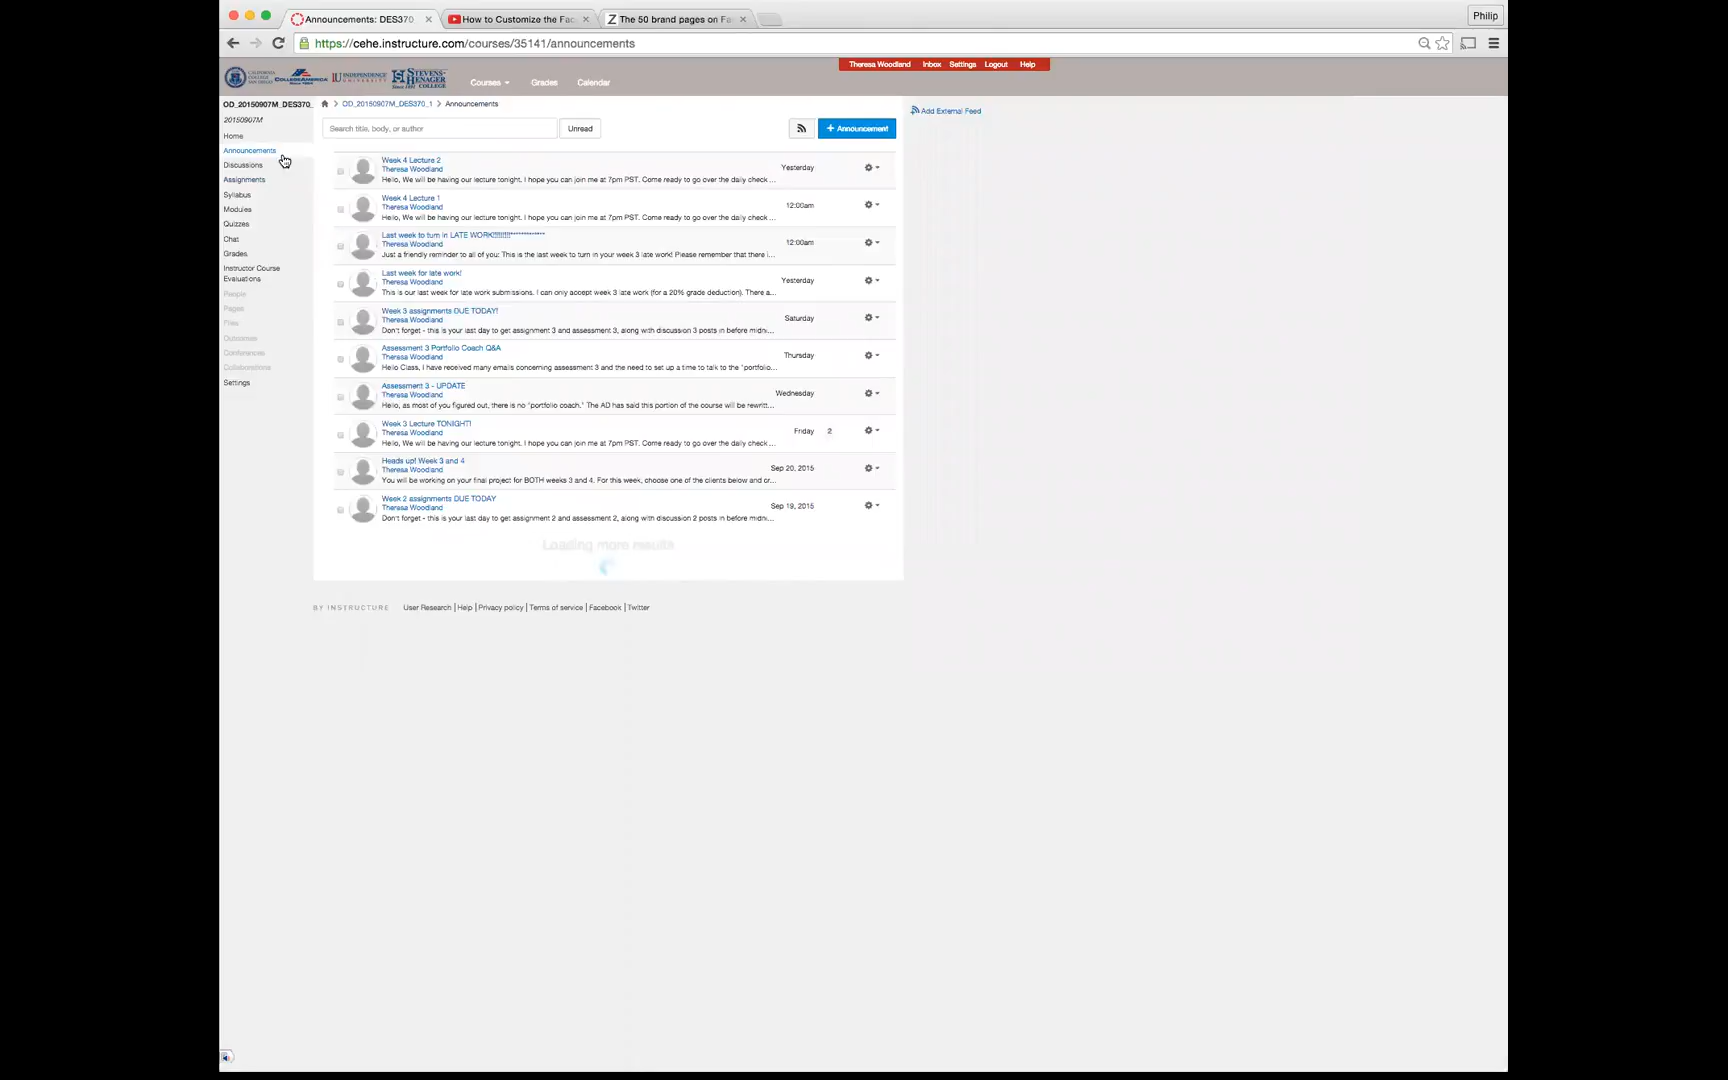 Announcements: DES370
How to Customize the Fac
The 50 brand pages on Fa
Philip
https://cehe.instructure.com/courses/35141/announcements
CALIFORNIA COLLEGE SAN DIEGO
COLLEGEAMERICA
INDEPENDENCE UNIVERSITY
STEVENS-HENAGER COLLEGE
Courses
Grades
Calendar
Theresa Woodland
Inbox
Settings
Logout
Help
OD_20150907M_DES370_
20150907M
Home
Announcements
Discussions
Assignments
Syllabus
Modules
Quizzes
Chat
Grades
Instructor Course
Evaluations
People
Pages
Files
Outcomes
Conferences
Collaborations
Settings
OD_20150907M_DES370_1 > Announcements
Search title, body, or author
Unread
+ Announcement
Add External Feed
Week 4 Lecture 2
Theresa Woodland
Hello, We will be having our lecture tonight. I hope you can join me at 7pm PST. Come ready to go over the daily check ...
Yesterday
Week 4 Lecture 1
Theresa Woodland
Hello, We will be having our lecture tonight. I hope you can join me at 7pm PST. Come ready to go over the daily check ...
12:00am
Last week to turn in LATE WORK
Theresa Woodland
Just a friendly reminder to all of you: This is the last week to turn in your week 3 late work! Please remember that there i...
12:00am
Last week for late work!
Theresa Woodland
This is our last week for late work submissions. I can only accept week 3 late work (for a 20% grade deduction). There a...
Yesterday
Week 3 assignments DUE TODAY!
Theresa Woodland
Don't forget - this is your last day to get assignment 3 and assessment 3, along with discussion 3 posts in before midni...
Saturday
Assessment 3 Portfolio Coach Q&A
Theresa Woodland
Hello Class, I have received many emails concerning assessment 3 and the need to set up a time to talk to the "portfolio...
Thursday
Assessment 3 - UPDATE
Theresa Woodland
Hello, as most of you figured out, there is no "portfolio coach." The AD has said this portion of the course will be rewritt...
Wednesday
Week 3 Lecture TONIGHT!
Theresa Woodland
Hello, We will be having our lecture tonight. I hope you can join me at 7pm PST. Come ready to go over the daily check ...
Friday 2
Heads up! Week 3 and 4
Theresa Woodland
You will be working on your final project for BOTH weeks 3 and 4. For this week, choose one of the clients below and cr...
Sep 20, 2015
Week 2 assignments DUE TODAY
Theresa Woodland
Don't forget - this is your last day to get assignment 2 and assessment 2, along with discussion 2 posts in before midni...
Sep 19, 2015
Loading more results
BY INSTRUCTURE
User Research | Help | Privacy policy | Terms of service | Facebook | Twitter